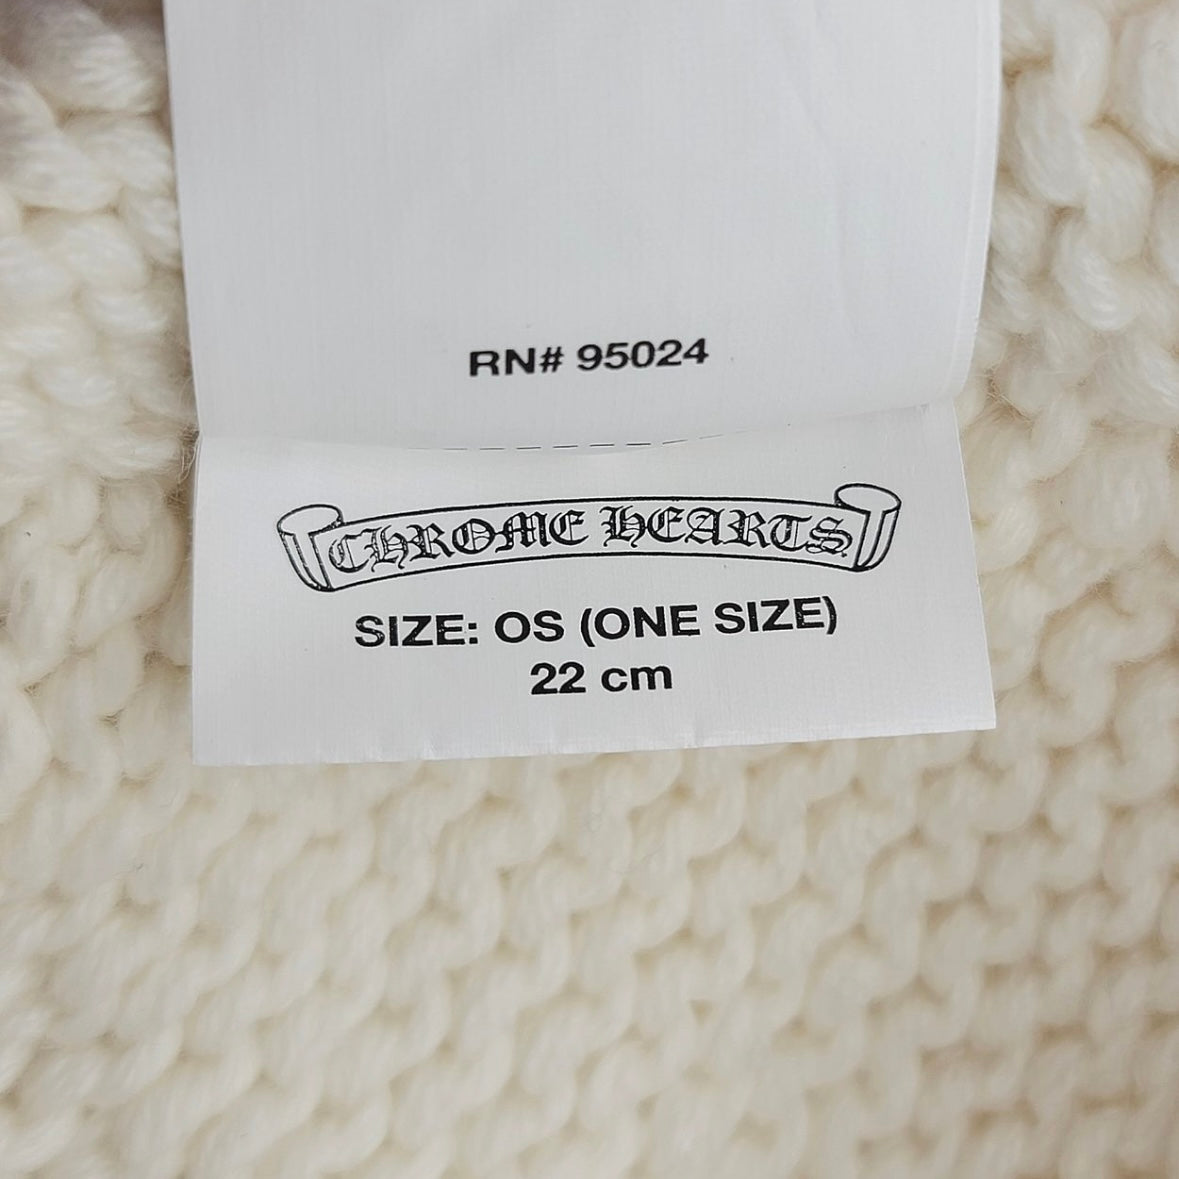 RN# 95024
CHROME HEARTS
SIZE: OS (ONE SIZE)
22 cm